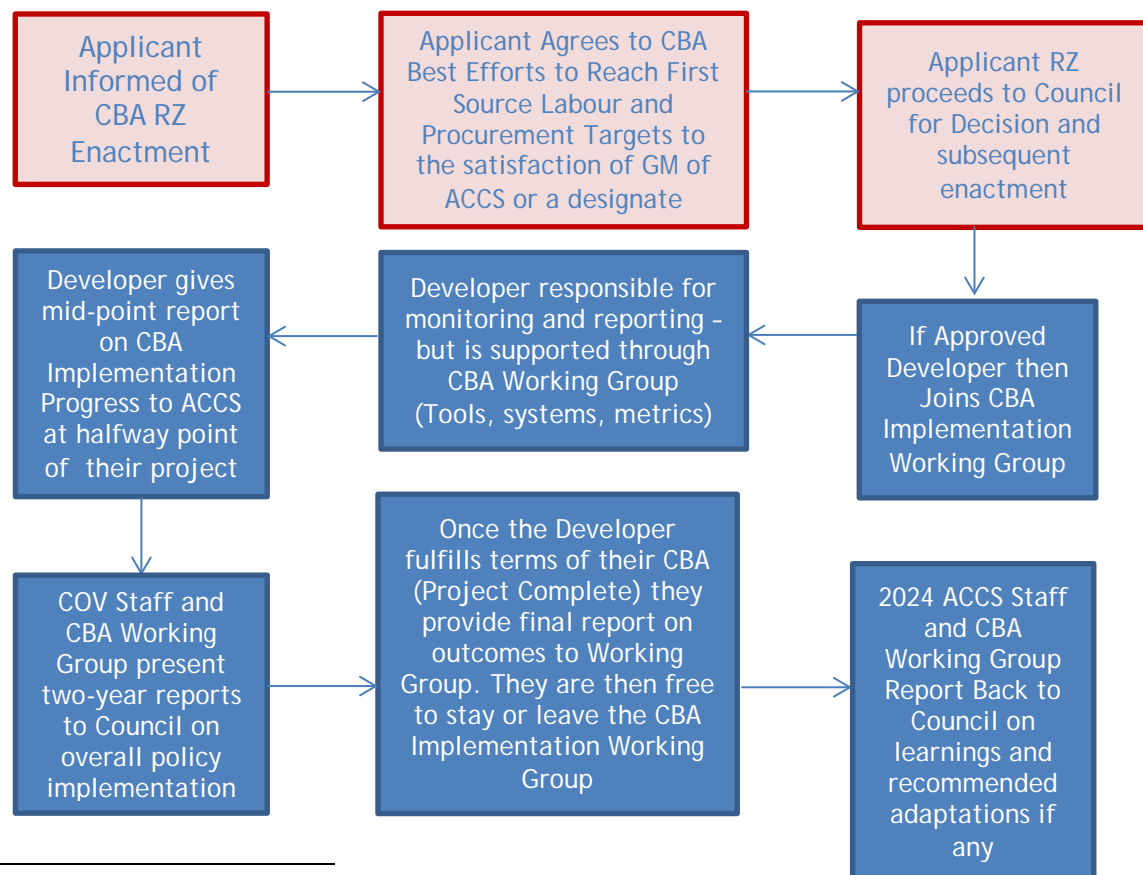 Applicant
Informed of
CBA RZ
Enactment
Applicant Agrees to CBA
Best Efforts to Reach First
Source Labour and
Procurement Targets to
the satisfaction of GM of
ACCS or a designate
Applicant RZ
proceeds to Council
for Decision and
subsequent
enactment
If Approved
Developer then
Joins CBA
Implementation
Working Group
Developer responsible for
monitoring and reporting –
but is supported through
CBA Working Group
(Tools, systems, metrics)
Developer gives
mid-point report
on CBA
Implementation
Progress to ACCS
at halfway point
of their project
COV Staff and
CBA Working
Group present
two-year reports
to Council on
overall policy
implementation
Once the Developer
fulfills terms of their CBA
(Project Complete) they
provide final report on
outcomes to Working
Group. They are then free
to stay or leave the CBA
Implementation Working
Group
2024 ACCS Staff
and CBA
Working Group
Report Back to
Council on
learnings and
recommended
adaptations if
any